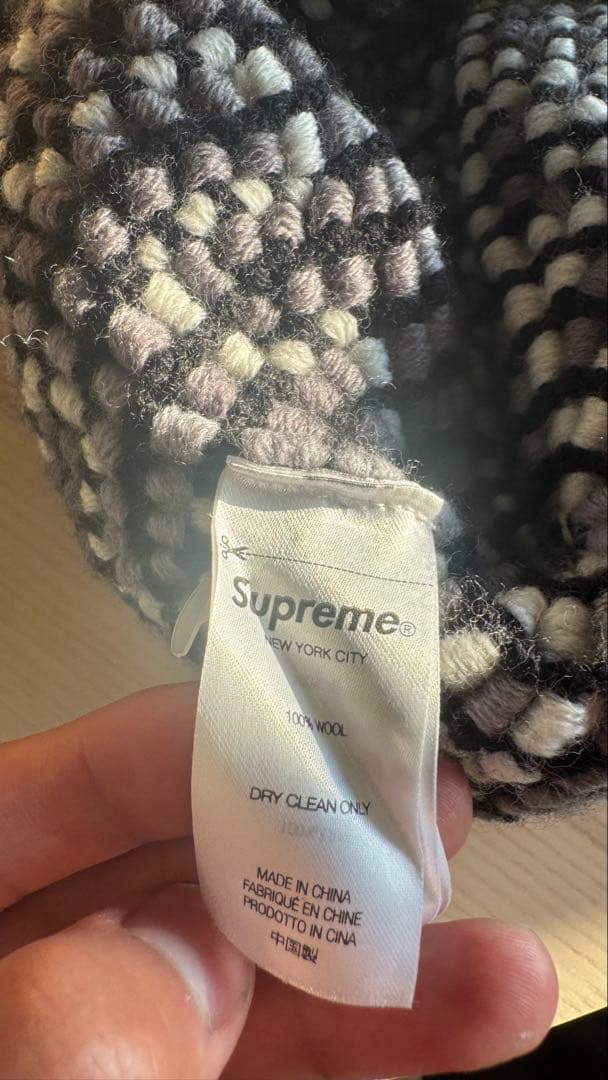 Supreme®
NEW YORK CITY
100% WOOL
DRY CLEAN ONLY
MADE IN CHINA
FABRIQUÉ EN CHINE
PRODOTTO IN CINA
中国製